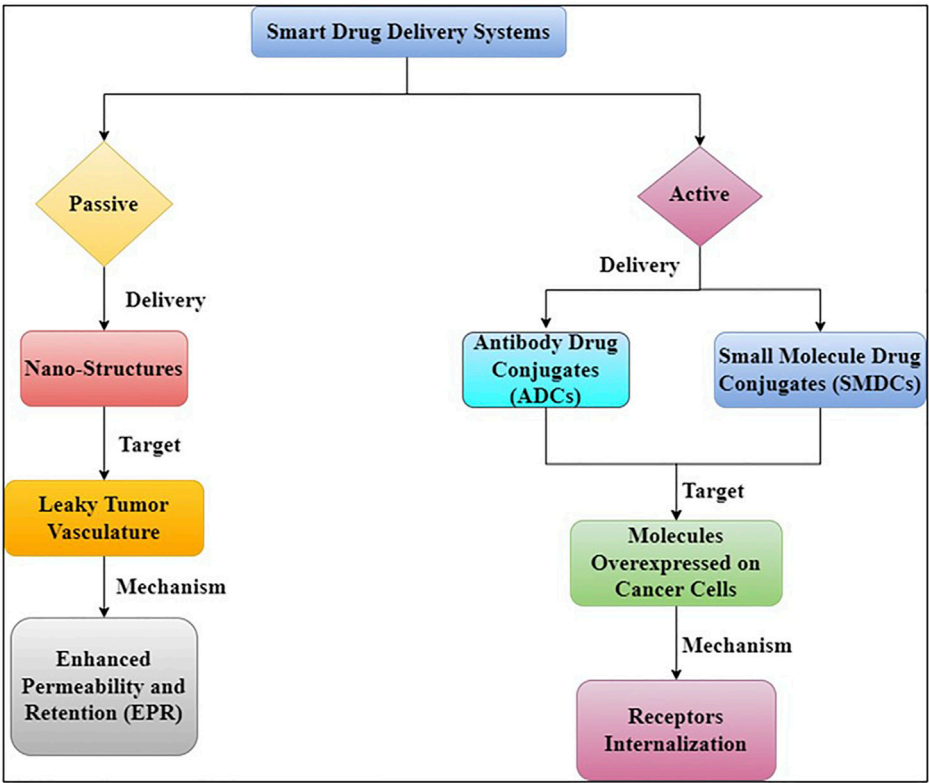 Smart Drug Delivery Systems
Passive
Delivery
Nano-Structures
Target
Leaky Tumor
Vasculature
Mechanism
Enhanced
Permeability and
Retention (EPR)
Active
Delivery
Antibody Drug
Conjugates
(ADCs)
Small Molecule Drug
Conjugates (SMDCs)
Target
Molecules
Overexpressed on
Cancer Cells
Mechanism
Receptors
Internalization